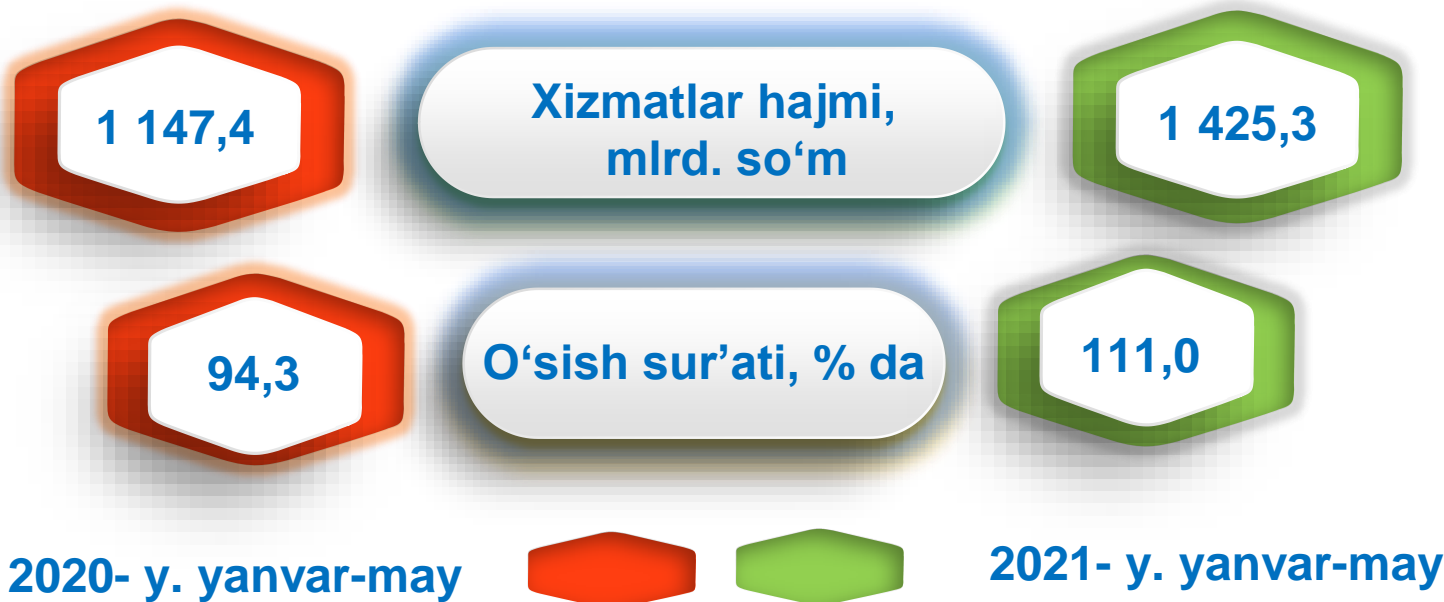 1 147,4
Xizmatlar hajmi,
mlrd. so‘m
1 425,3
94,3
O‘sish sur’ati, % da
111,0
2020- y. yanvar-may
2021- y. yanvar-may